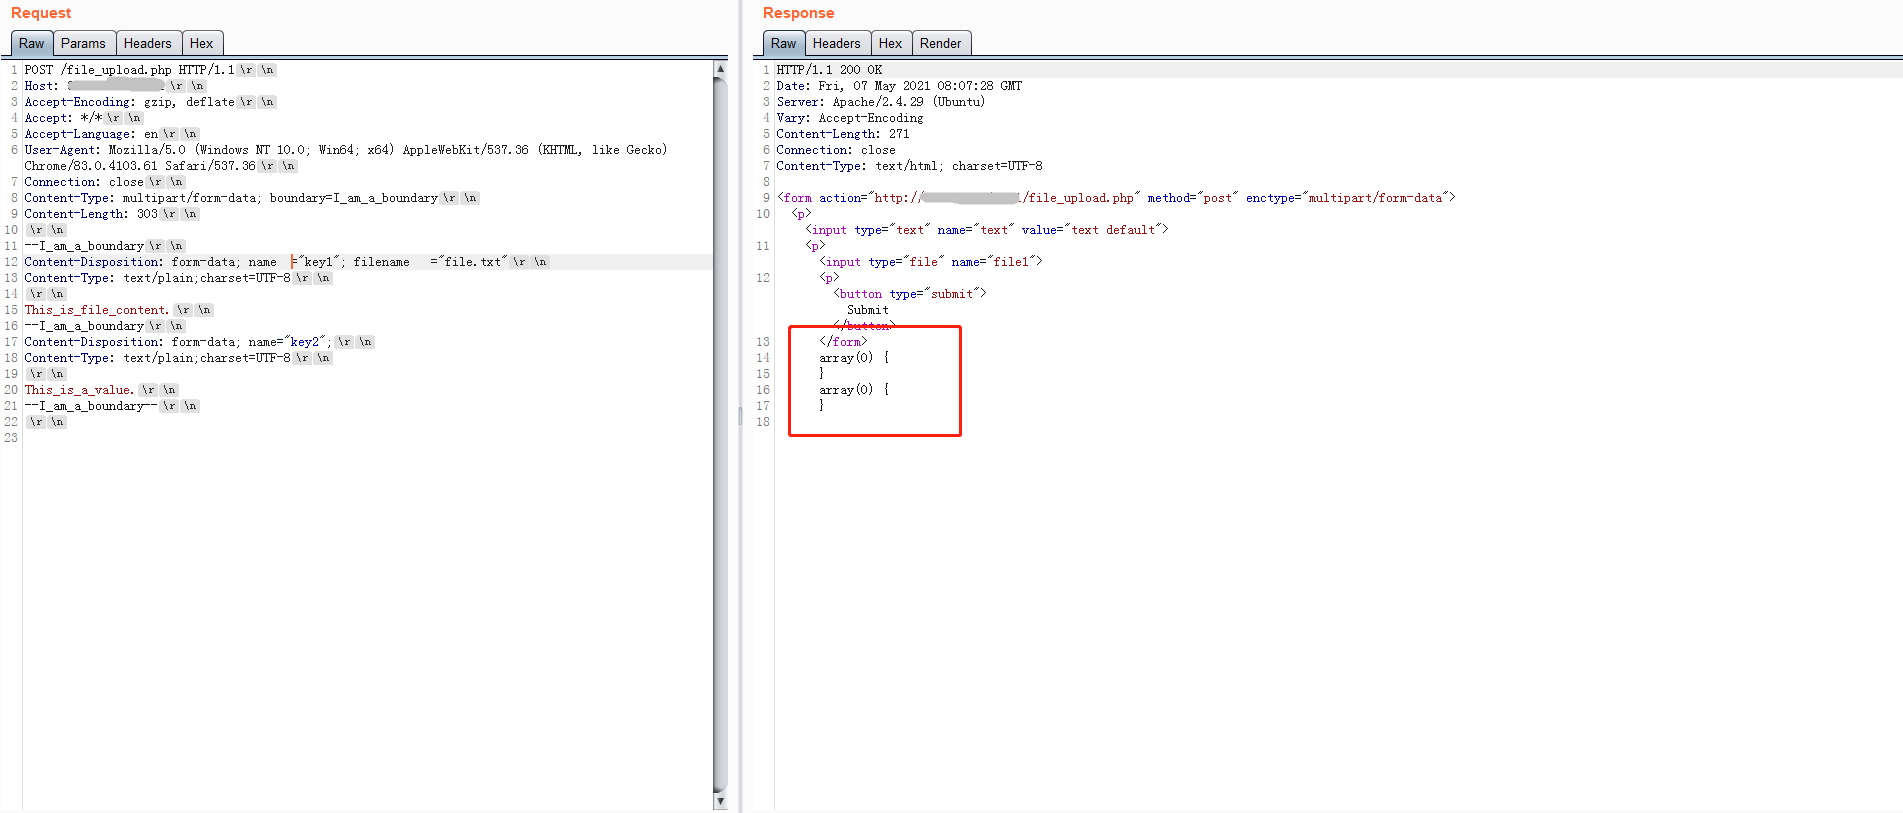 Request
Raw Params Headers Hex
1 POST /file_upload.php HTTP/1.1 \r \n
2 Host: \r \n
3 Accept-Encoding: gzip, deflate \r \n
4 Accept: */* \r \n
5 Accept-Language: en \r \n
6 User-Agent: Mozilla/5.0 (Windows NT 10.0; Win64; x64) AppleWebKit/537.36 (KHTML, like Gecko)
Chrome/83.0.4103.61 Safari/537.36 \r \n
7 Connection: close \r \n
8 Content-Type: multipart/form-data; boundary=I_am_a_boundary \r \n
9 Content-Length: 303 \r \n
10 \r \n
11 --I_am_a_boundary \r \n
12 Content-Disposition: form-data; name  ="key1"; filename   ="file.txt" \r \n
13 Content-Type: text/plain;charset=UTF-8 \r \n
14 \r \n
15 This_is_file_content. \r \n
16 --I_am_a_boundary \r \n
17 Content-Disposition: form-data; name="key2"; \r \n
18 Content-Type: text/plain;charset=UTF-8 \r \n
19 \r \n
20 This_is_a_value. \r \n
21 --I_am_a_boundary-- \r \n
22 \r \n
23
Response
Raw Headers Hex Render
1 HTTP/1.1 200 OK
2 Date: Fri, 07 May 2021 08:07:28 GMT
3 Server: Apache/2.4.29 (Ubuntu)
4 Vary: Accept-Encoding
5 Content-Length: 271
6 Connection: close
7 Content-Type: text/html; charset=UTF-8
8
9 <form action="http:// /file_upload.php" method="post" enctype="multipart/form-data">
10 <p>
<input type="text" name="text" value="text default">
11 <p>
<input type="file" name="file1">
12 <p>
<button type="submit">
Submit
</button>
13 </form>
14 array(0) {
15 }
16 array(0) {
17 }
18